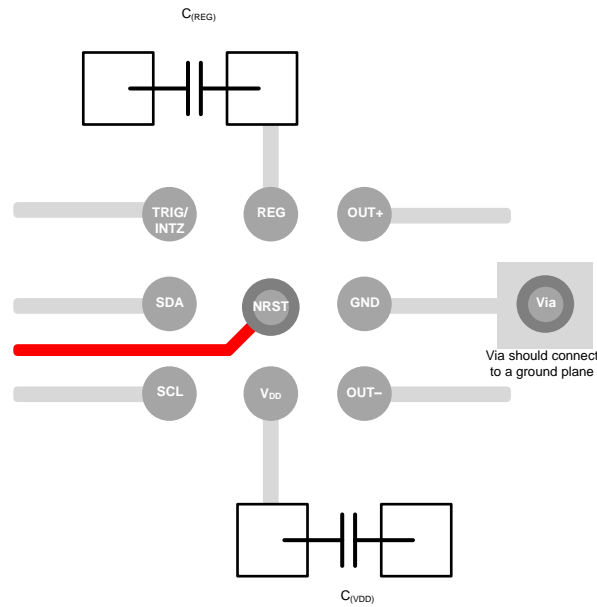 C(REG)
TRIG/
INTZ
REG
OUT+
SDA
NRST
GND
Via
Via should connect
to a ground plane
SCL
VDD
OUT–
C(VDD)